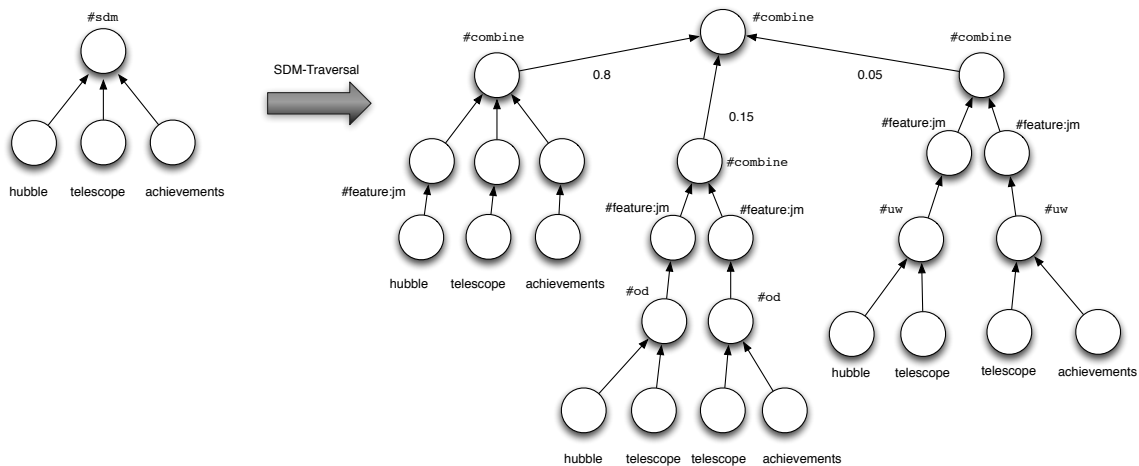 #sdm
hubble
telescope
achievements
SDM-Traversal
#combine
#combine
#combine
0.8
0.05
0.15
#combine
#feature:jm
#feature:jm
#feature:jm
#feature:jm
#feature:jm
hubble
telescope
achievements
#od
#od
#uw
#uw
hubble
telescope
telescope
achievements
hubble
telescope
telescope
achievements